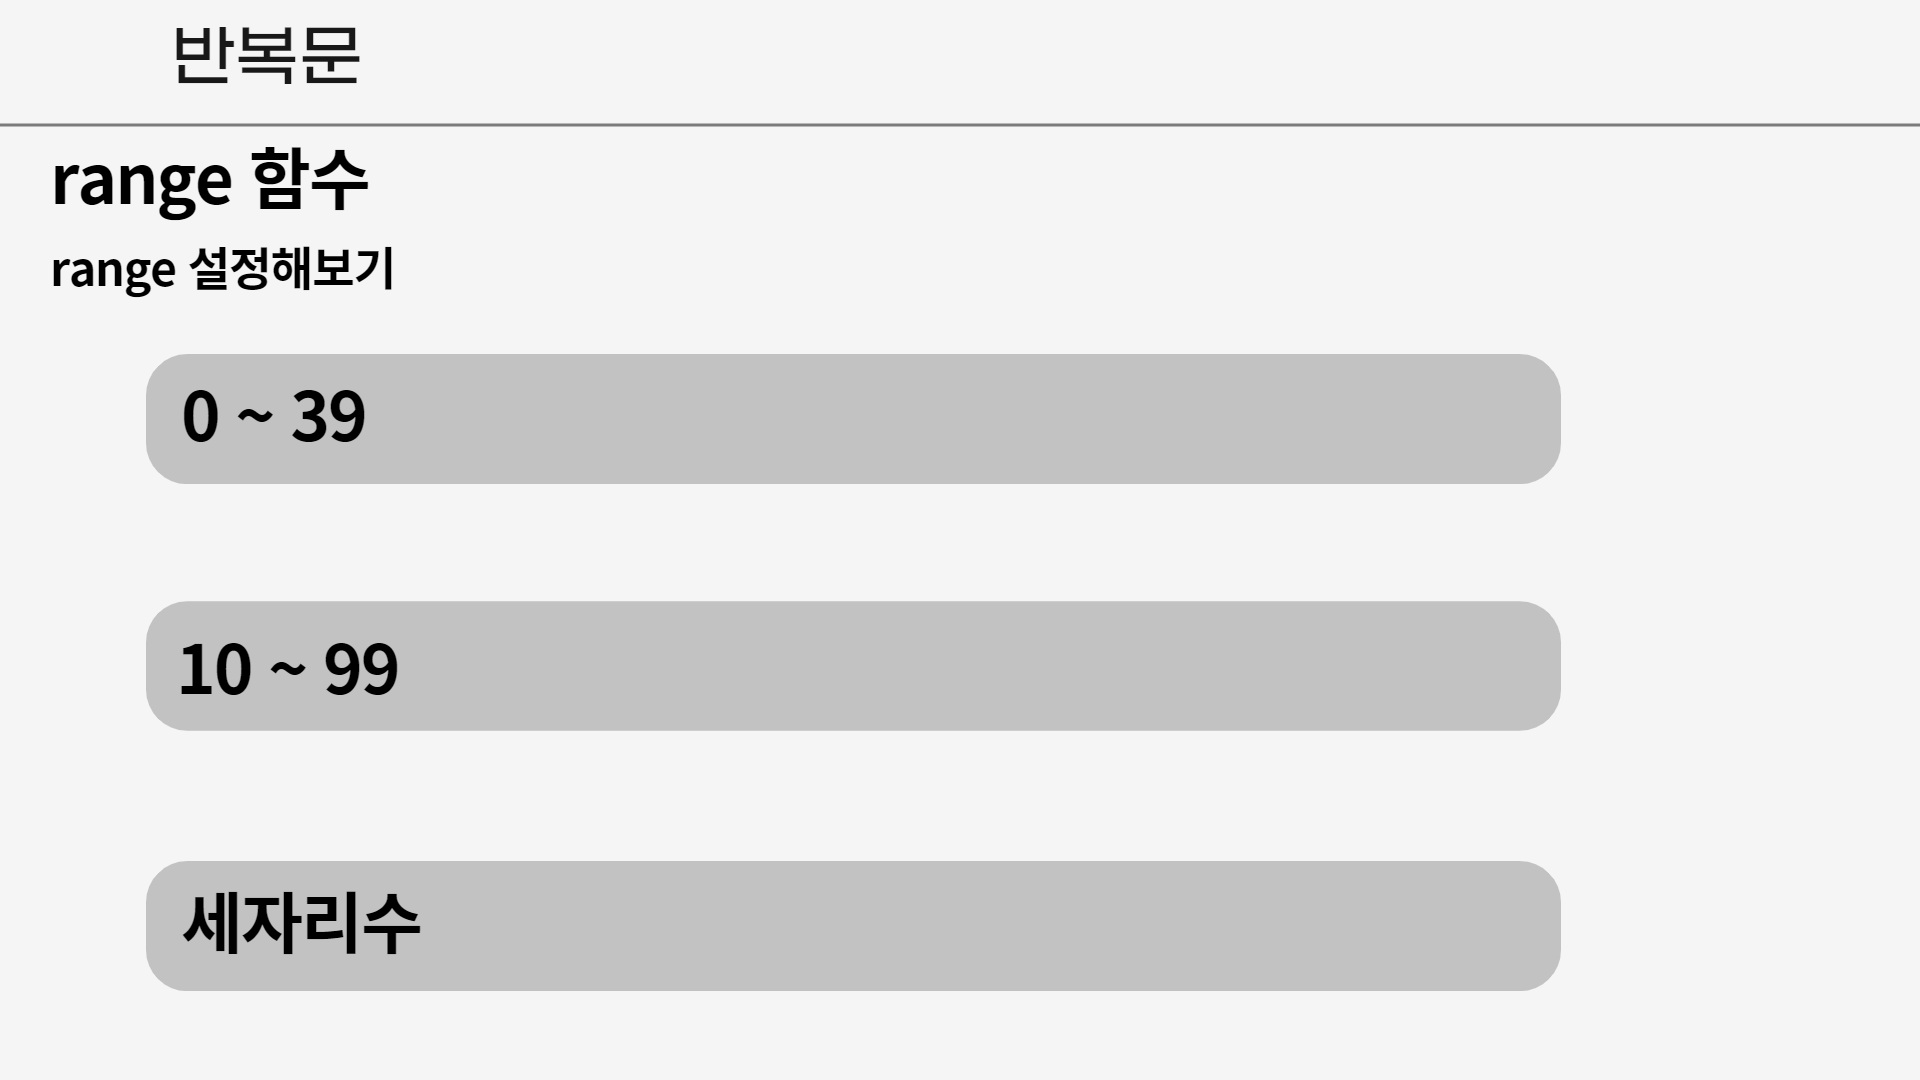 반복문
range 함수
range 설정해보기
0 ~ 39
10 ~ 99
세자리수